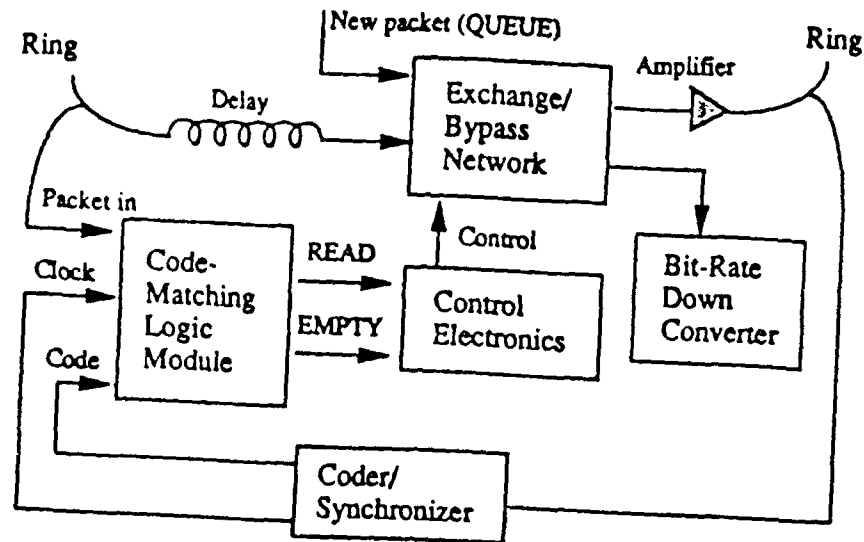 New packet (QUEUE)
Ring
Ring
Amplifier
Delay
Exchange/
Bypass
Network
Packet in
Control
Clock
Code-
Matching
Logic
Module
READ
EMPTY
Control
Electronics
Bit-Rate
Down
Converter
Code
Coder/
Synchronizer